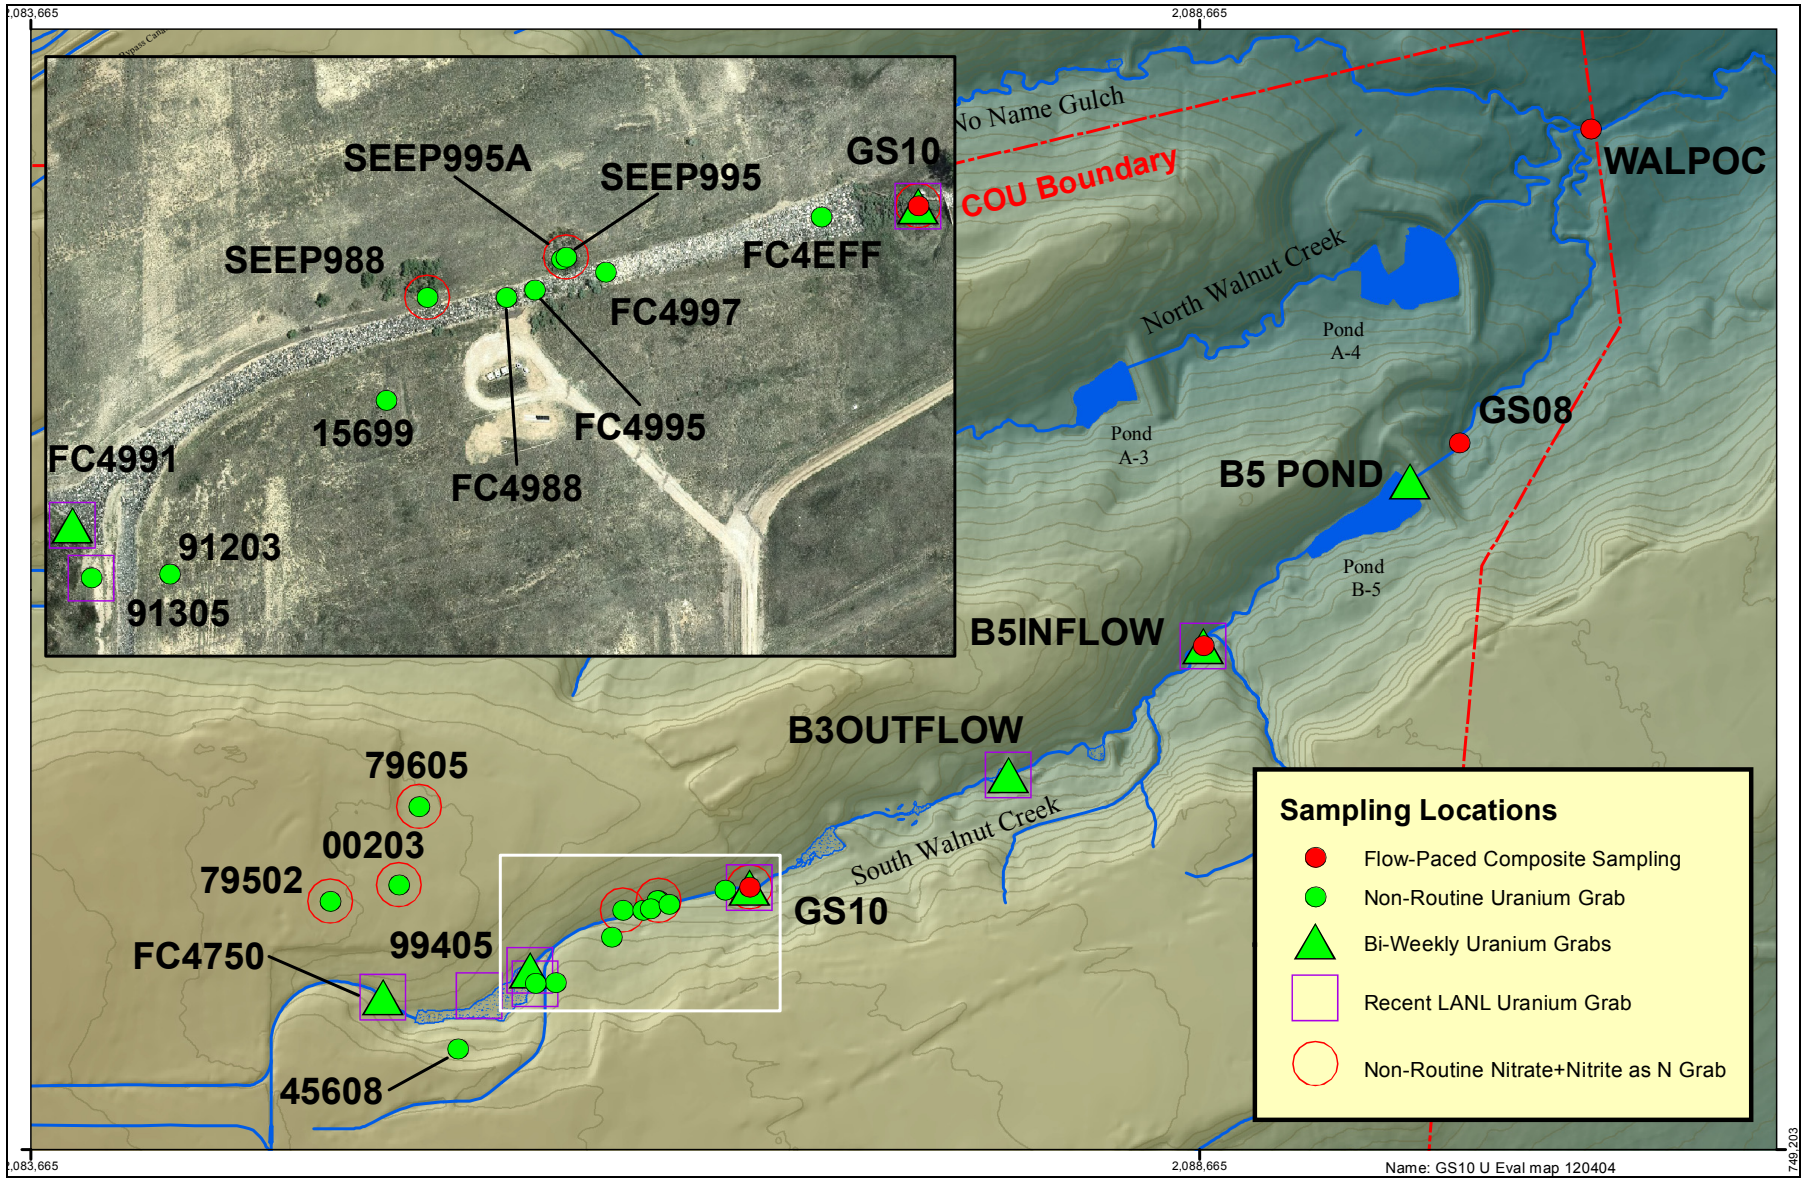 2,083,665
2,088,665
Bypass Canal
No Name Gulch
COU Boundary
WALPOC
SEEP995A
SEEP995
GS10
SEEP988
FC4EFF
FC4997
North Walnut Creek
Pond
A-4
15699
FC4995
FC4991
FC4988
Pond
A-3
GS08
B5 POND
91203
91305
Pond
B-5
B5INFLOW
B3OUTFLOW
South Walnut Creek
79605
00203
79502
GS10
99405
FC4750
45608
Sampling Locations
Flow-Paced Composite Sampling
Non-Routine Uranium Grab
Bi-Weekly Uranium Grabs
Recent LANL Uranium Grab
Non-Routine Nitrate+Nitrite as N Grab
2,083,665
2,088,665
749,203
Name: GS10 U Eval map 120404